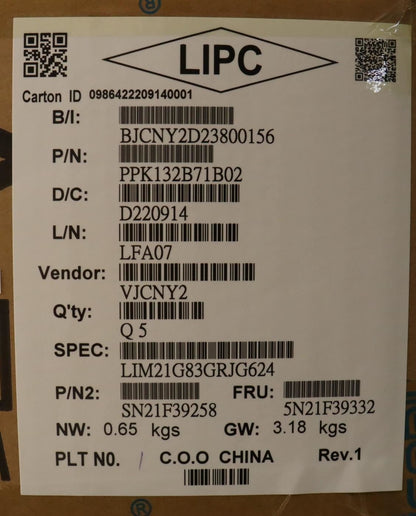 LIPC
Carton ID 0986422209140001
B/I:
BJCNY2D23800156
P/N:
PPK132B71B02
D/C:
D220914
L/N:
LFA07
Vendor:
VJCNY2
Q'ty:
Q 5
SPEC:
LIM21G83GRJG624
P/N2: FRU:
SN21F39258 5N21F39332
NW: 0.65 kgs GW: 3.18 kgs
PLT N0. / C.O.O CHINA Rev.1